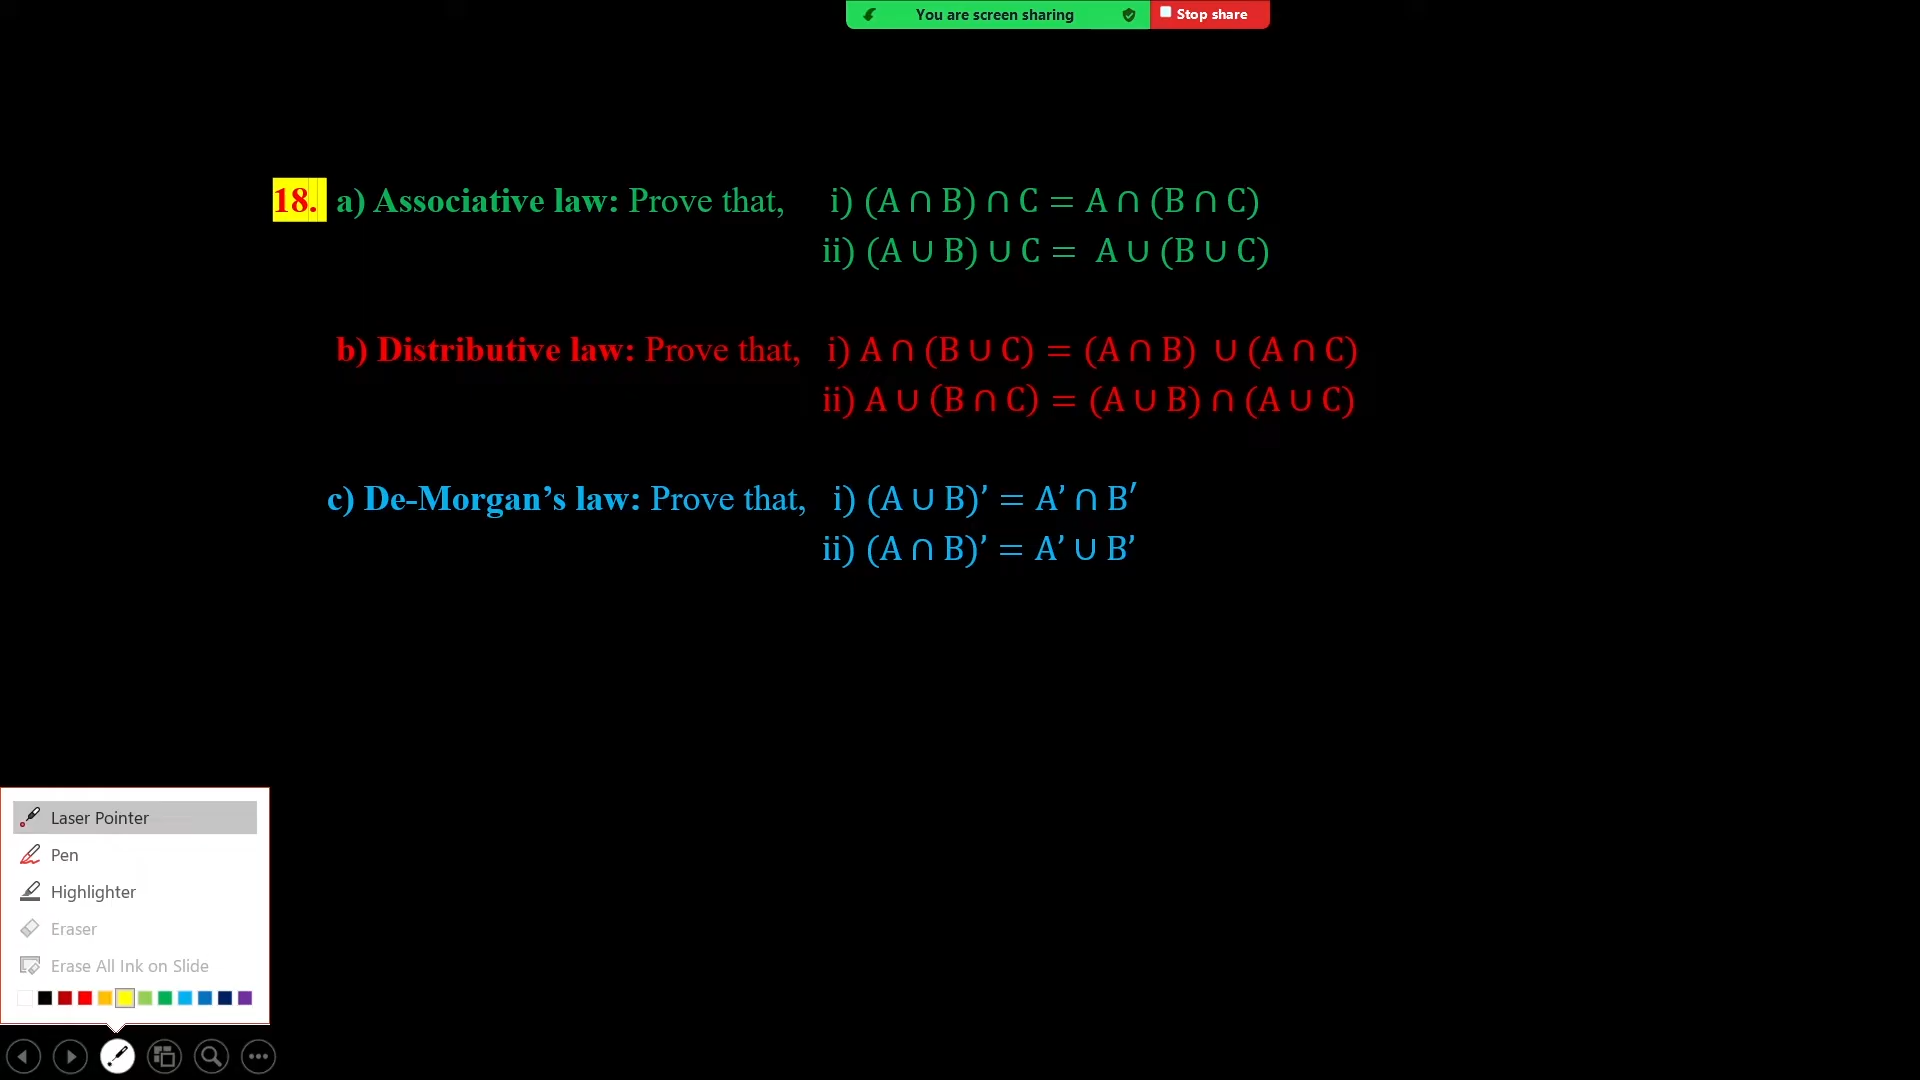 You are screen sharing Stop share
18. a) Associative law: Prove that, i) (A ∩ B) ∩ C = A ∩ (B ∩ C)
ii) (A ∪ B) ∪ C = A ∪ (B ∪ C)
b) Distributive law: Prove that, i) A ∩ (B ∪ C) = (A ∩ B) ∪ (A ∩ C)
ii) A ∪ (B ∩ C) = (A ∪ B) ∩ (A ∪ C)
c) De-Morgan’s law: Prove that, i) (A ∪ B)’ = A’ ∩ B′
ii) (A ∩ B)’ = A’ ∪ B’
Laser Pointer
Pen
Highlighter
Eraser
Erase All Ink on Slide